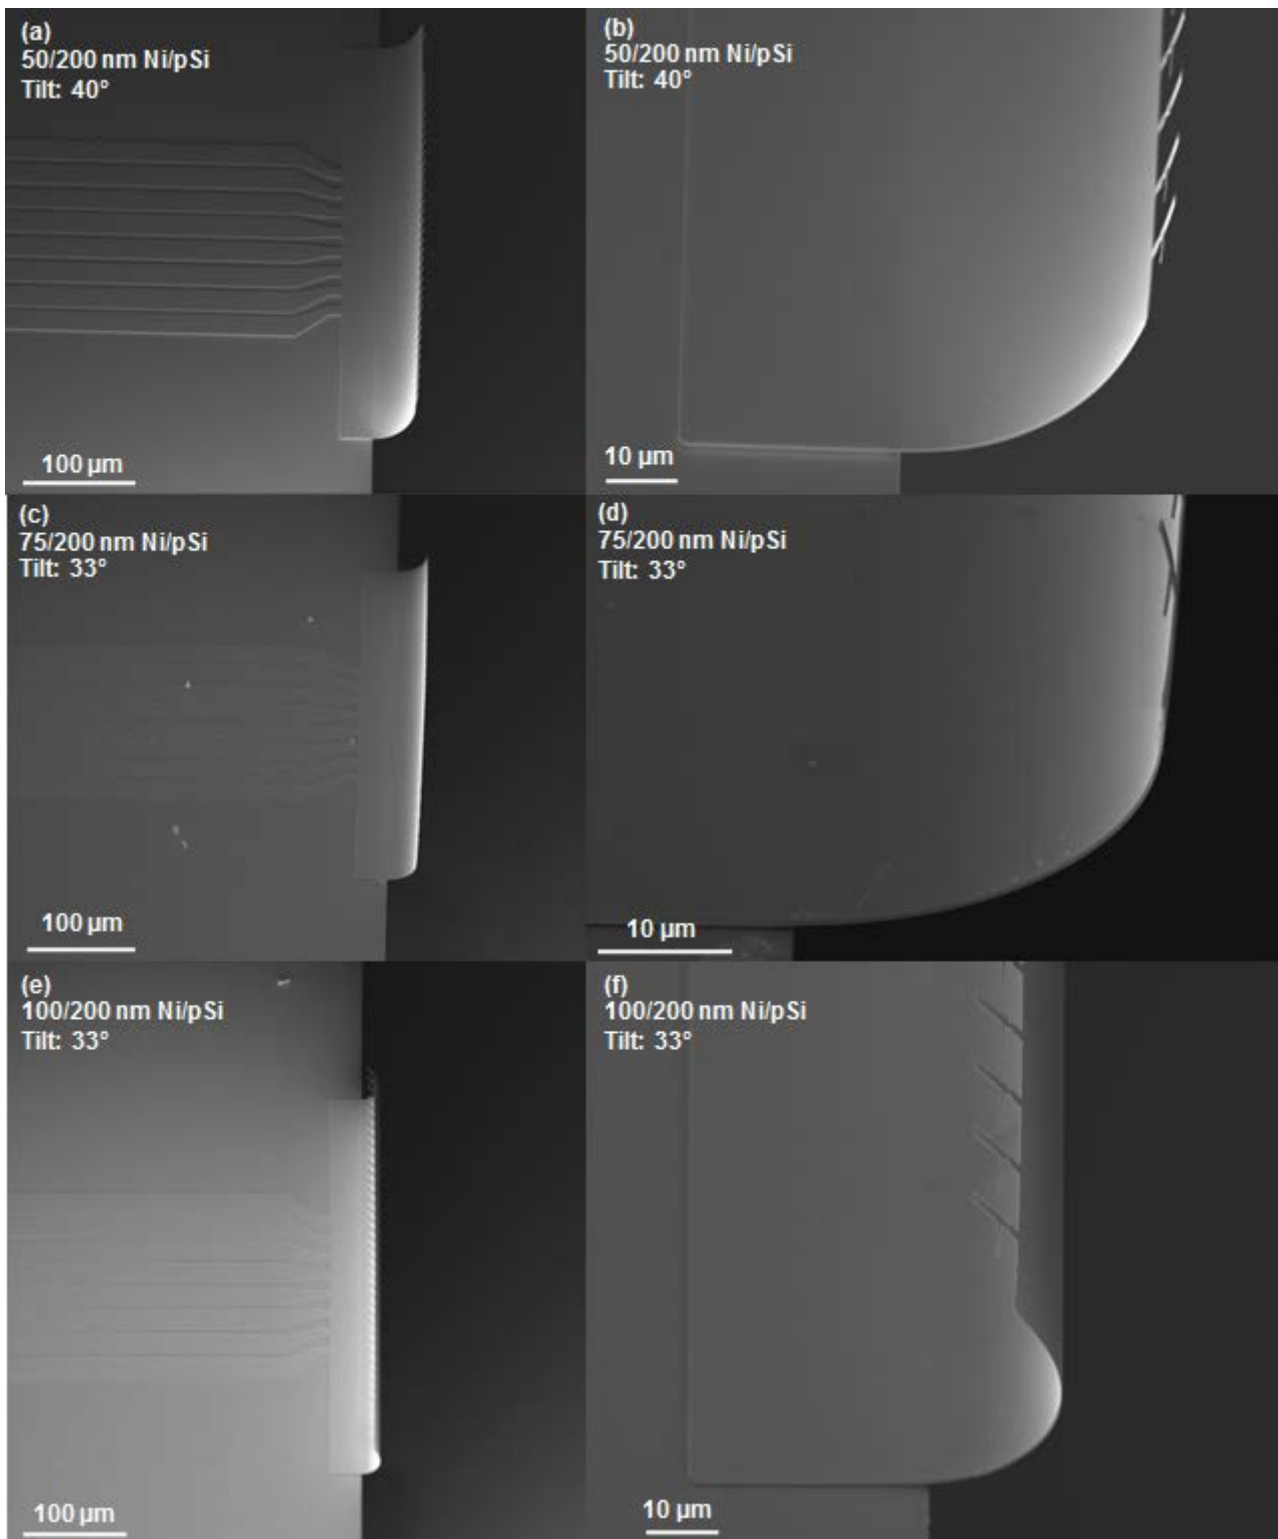 (a)
50/200 nm Ni/pSi
Tilt: 40°
100 µm
(b)
50/200 nm Ni/pSi
Tilt: 40°
10 µm
(c)
75/200 nm Ni/pSi
Tilt: 33°
100 µm
(d)
75/200 nm Ni/pSi
Tilt: 33°
10 µm
(e)
100/200 nm Ni/pSi
Tilt: 33°
100 µm
(f)
100/200 nm Ni/pSi
Tilt: 33°
10 µm